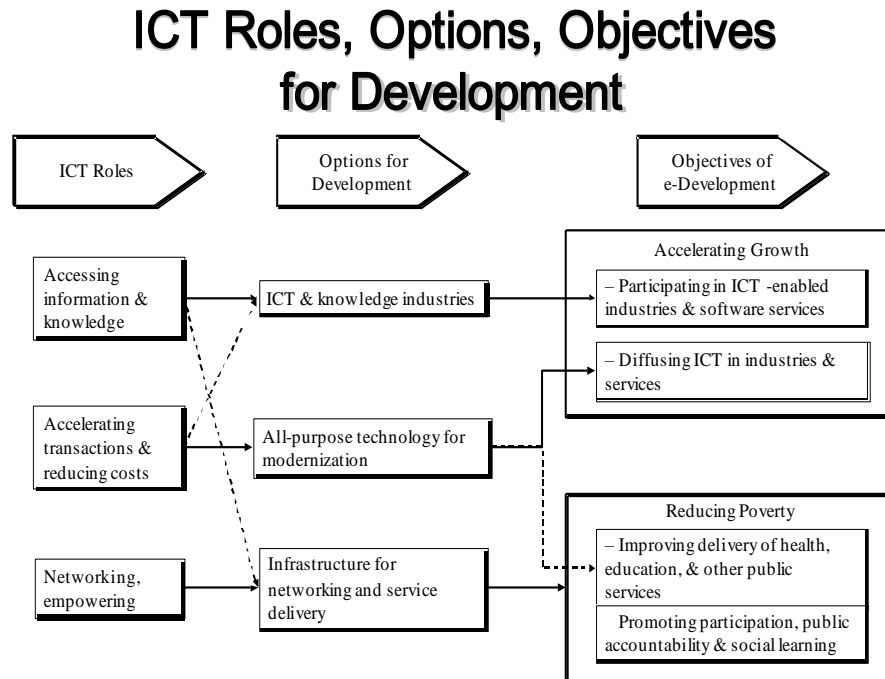 ICT Roles, Options, Objectives
for Development
ICT Roles
Options for
Development
Objectives of
e-Development
Accessing
information &
knowledge
ICT & knowledge industries
Accelerating Growth
– Participating in ICT -enabled
industries & software services
– Diffusing ICT in industries &
services
Accelerating
transactions &
reducing costs
All-purpose technology for
modernization
Reducing Poverty
– Improving delivery of health,
education, & other public
services
Promoting participation, public
accountability & social learning
Networking,
empowering
Infrastructure for
networking and service
delivery